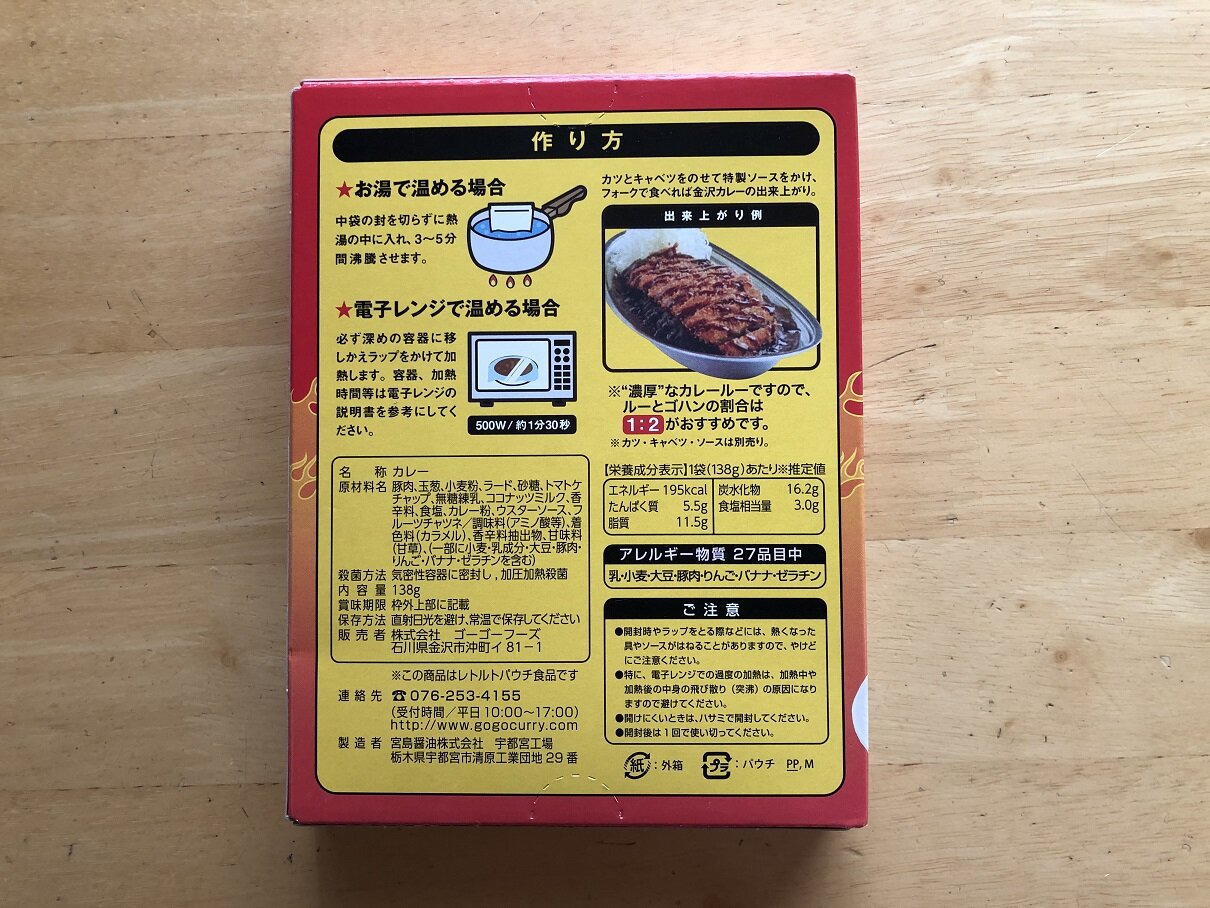 作り方
★お湯で温める場合
中袋の封を切らずに熱
湯の中に入れ、3〜5分
間沸騰させます。
★電子レンジで温める場合
必ず深めの容器に移
しかえラップをかけて加
熱します。容器、加熱
時間等は電子レンジの
説明書を参考にしてく
ださい。
500W/約1分30秒
カツとキャベツをのせて特製ソースをかけ、
フォークで食べれば金沢カレーの出来上がり。
出来上がり例
※“濃厚”なカレールーですので、
ルーとゴハンの割合は
1:2がおすすめです。
※カツ・キャベツ・ソースは別売り。
名称 カレー
原材料名 豚肉、玉葱、小麦粉、ラード、砂糖、トマトケ
チャップ、無糖練乳、ココナッツミルク、香
辛料、食塩、カレー粉、ウスターソース、フ
ルーツチャツネ/調味料(アミノ酸等)、着
色料(カラメル)、香辛料抽出物、甘味料
(甘草)、(一部に小麦・乳成分・大豆・豚肉・
りんご・バナナ・ゼラチンを含む)
殺菌方法 気密性容器に密封し,加圧加熱殺菌
内容量 138g
賞味期限 枠外上部に記載
保存方法 直射日光を避け、常温で保存してください
販売者 株式会社 ゴーゴーフーズ
石川県金沢市沖町イ81-1
※この商品はレトルトパウチ食品です
連絡先 ☎076-253-4155
(受付時間/平日10:00〜17:00)
http://www.gogocurry.com
製造者 宮島醤油株式会社 宇都宮工場
栃木県宇都宮市清原工業団地29番
【栄養成分表示】1袋(138g)あたり※推定値
エネルギー 195kcal 炭水化物 16.2g
たんぱく質 5.5g 食塩相当量 3.0g
脂質 11.5g
アレルギー物質 27品目中
乳・小麦・大豆・豚肉・りんご・バナナ・ゼラチン
ご注意
●開封時やラップをとる際などには、熱くなった
具やソースがはねることがありますので、やけど
にご注意ください。
●特に、電子レンジでの過度の加熱は、加熱中や
加熱後の中身の飛び散り(突沸)の原因になり
ますので避けてください。
●開けにくいときは、ハサミで開封してください。
●開封後は1回で使い切ってください。
紙:外箱 プラ:パウチ PP,M